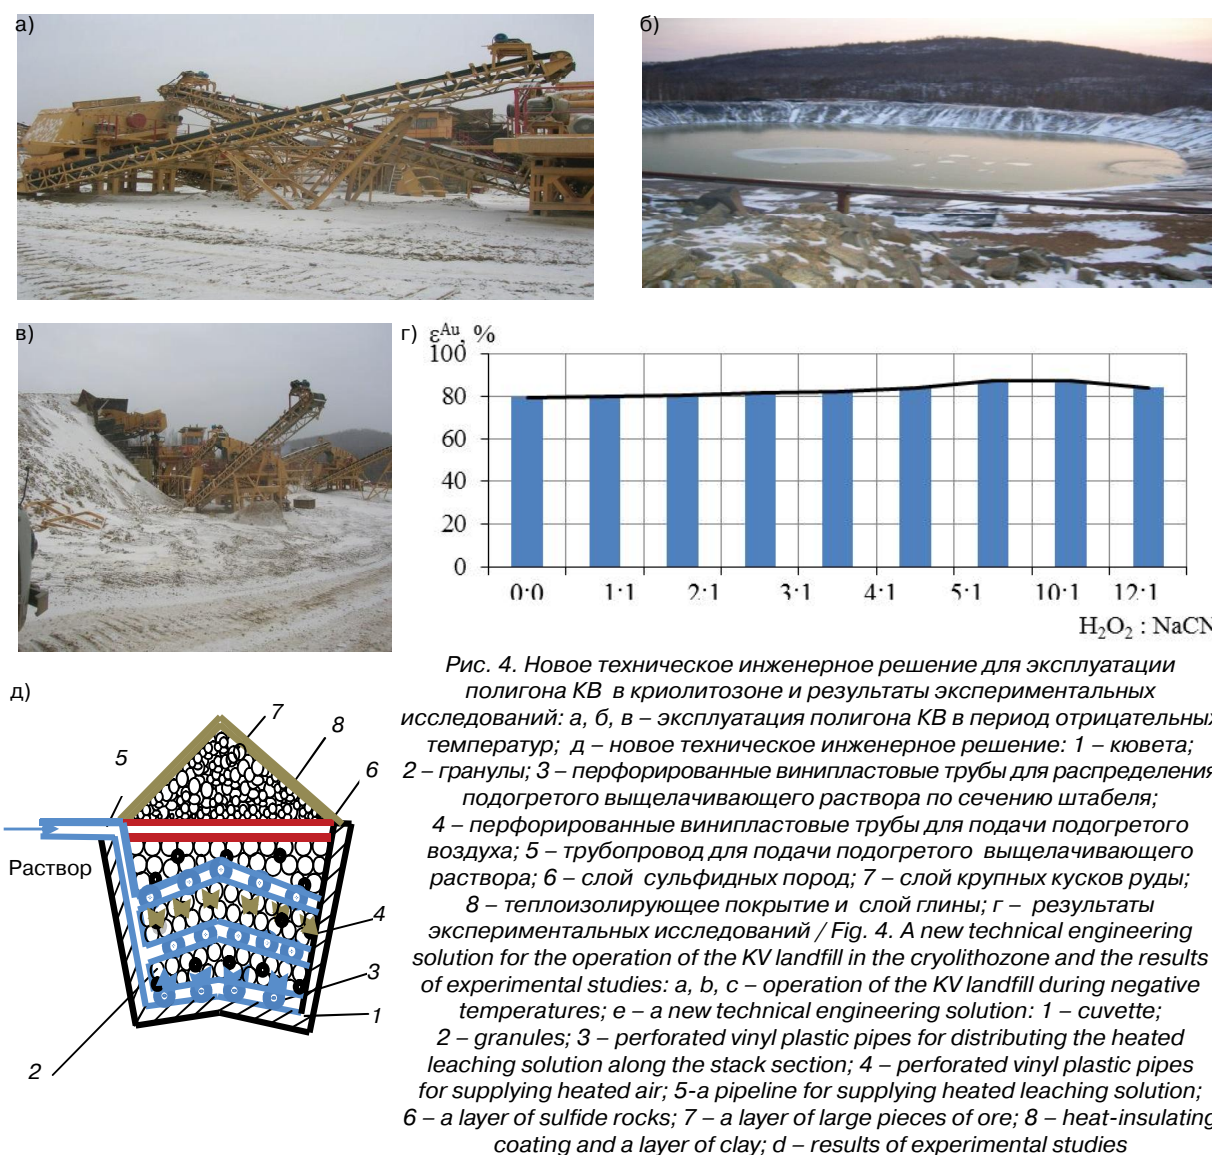 а)
б)
в)
г)
εAu, %
100
80
60
40
20
0
0:0 1:1 2:1 3:1 4:1 5:1 10:1 12:1
H2O2 : NaCN
д)
7
8
5
6
Раствор
4
3
1
2
Рис. 4. Новое техническое инженерное решение для эксплуатации
полигона КВ в криолитозоне и результаты экспериментальных
исследований: а, б, в – эксплуатация полигона КВ в период отрицательных
температур; д – новое техническое инженерное решение: 1 – кювета;
2 – гранулы; 3 – перфорированные винипластовые трубы для распределения
подогретого выщелачивающего раствора по сечению штабеля;
4 – перфорированные винипластовые трубы для подачи подогретого
воздуха; 5 – трубопровод для подачи подогретого выщелачивающего
раствора; 6 – слой сульфидных пород; 7 – слой крупных кусков руды;
8 – теплоизолирующее покрытие и слой глины; г – результаты
экспериментальных исследований / Fig. 4. A new technical engineering
solution for the operation of the KV landfill in the cryolithozone and the results
of experimental studies: a, b, c – operation of the KV landfill during negative
temperatures; e – a new technical engineering solution: 1 – cuvette;
2 – granules; 3 – perforated vinyl plastic pipes for distributing the heated
leaching solution along the stack section; 4 – perforated vinyl plastic pipes
for supplying heated air; 5-a pipeline for supplying heated leaching solution;
6 – a layer of sulfide rocks; 7 – a layer of large pieces of ore; 8 – heat-insulating
coating and a layer of clay; d – results of experimental studies